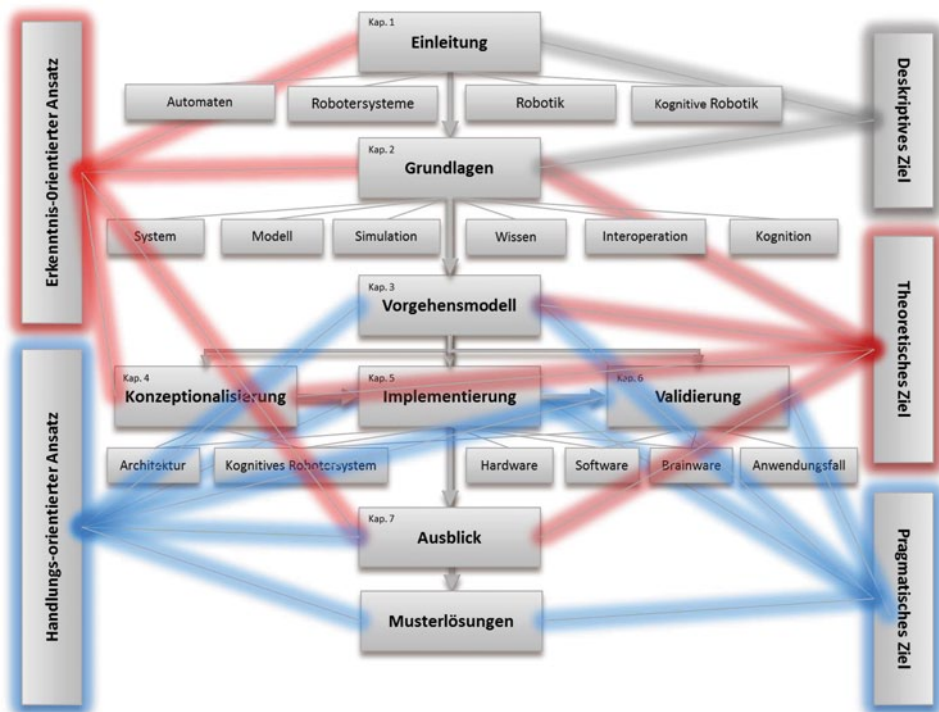 Kap. 1
Einleitung
Automaten
Robotersysteme
Robotik
Kognitive Robotik
Kap. 2
Grundlagen
System
Modell
Simulation
Wissen
Interoperation
Kognition
Kap. 3
Vorgehensmodell
Kap. 4
Konzeptionalisierung
Kap. 5
Implementierung
Kap. 6
Validierung
Architektur
Kognitives Robotersystem
Hardware
Software
Brainware
Anwendungsfall
Kap. 7
Ausblick
Musterlösungen
Erkenntnis-orientierter Ansatz
Handlungs-orientierter Ansatz
Deskriptives Ziel
Theoretisches Ziel
Pragmatisches Ziel